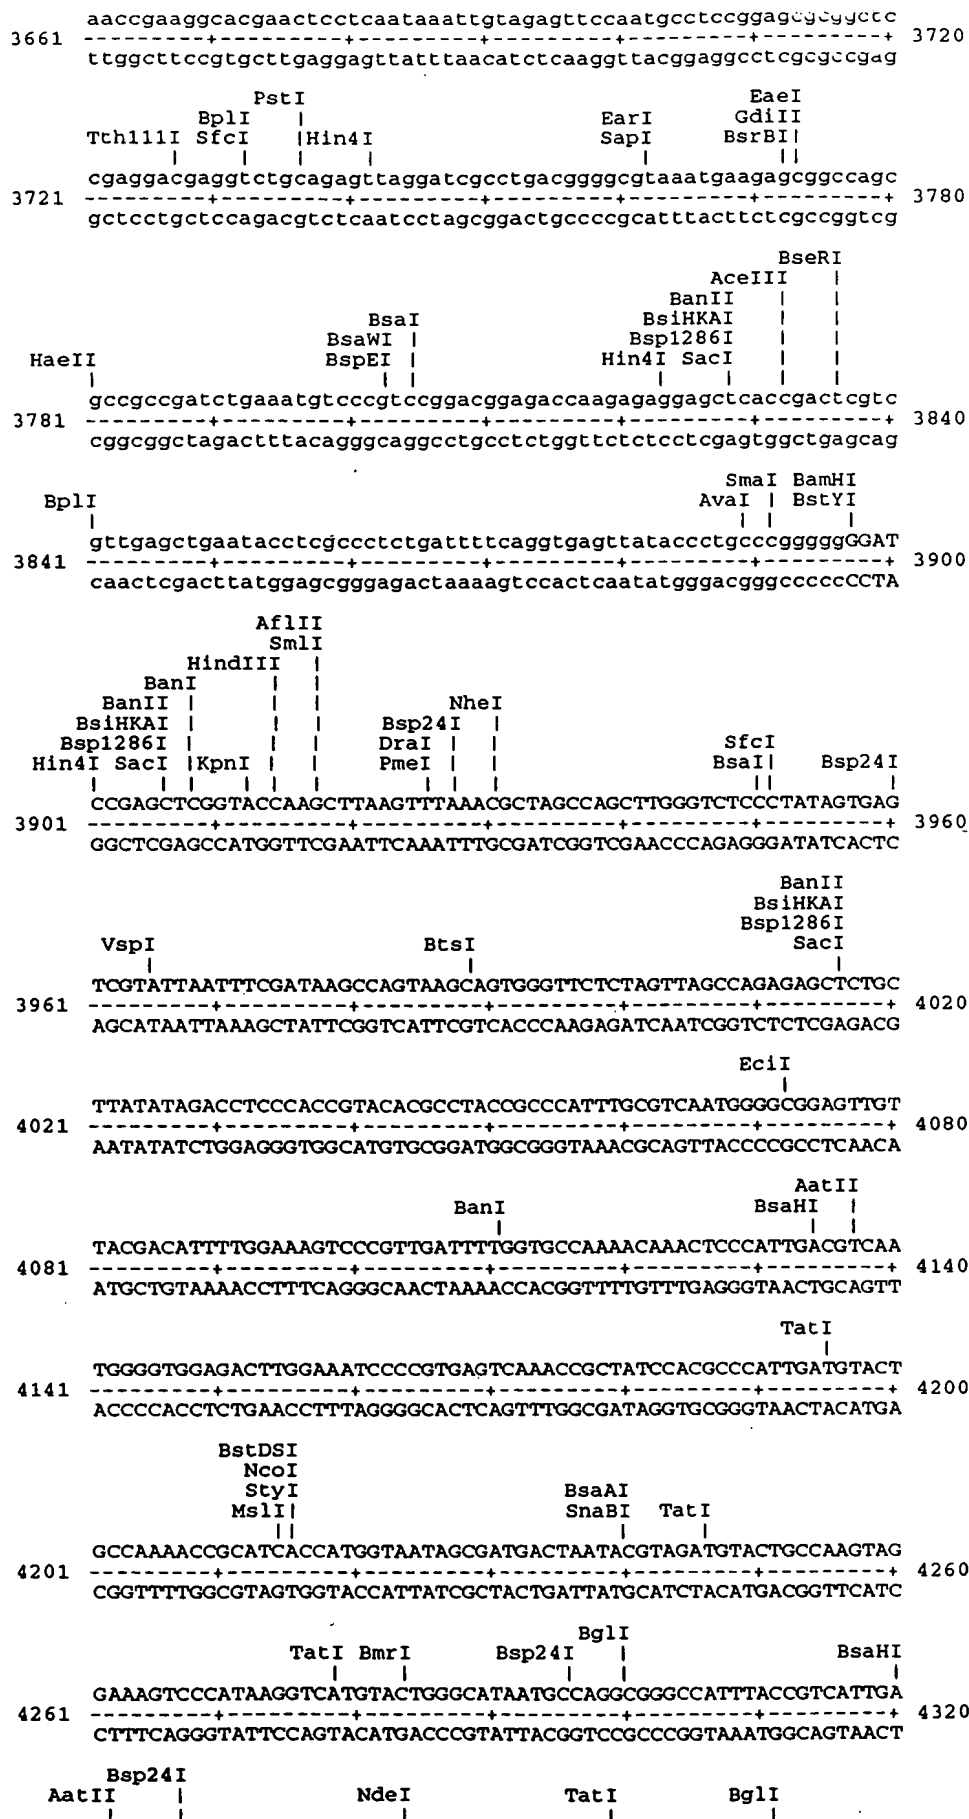 aaccgaaggcacgaactcctcaataaattgtagagttccaatgcctccggagcgcggctc
3661 ---------+---------+---------+---------+---------+---------+ 3720
ttggcttccgtgcttgaggagttatttaacatctcaaggttacggaggcctcgcgccgag
PstI EaeI
BplI | EarI GdiII
Tth111I SfcI |Hin4I SapI BsrBI|
cgaggacgaggtctgcagagttaggatcgcctgacggggcgtaaatgaagagcggccagc
3721 ---------+---------+---------+---------+---------+---------+ 3780
gctcctgctccagacgtctcaatcctagcggactgccccgcatttacttctcgccggtcg
BseRI
AceIII |
BanII | |
BsaI BsiHKAI | |
BsaWI | Bsp1286I | |
HaeII BspEI | Hin4I SacI | |
gccgccgatctgaaatgtcccgtccggacggagaccaagagaggagctcaccgactcgtc
3781 ---------+---------+---------+---------+---------+---------+ 3840
cggcggctagactttacagggcaggcctgcctctggttctctcctcgagtggctgagcag
SmaI BamHI
BplI AvaI | BstYI
gttgagctgaatacctcgccctctgattttcaggtgagttataccctgcccgggggGGAT
3841 ---------+---------+---------+---------+---------+---------+ 3900
caactcgacttatggagcgggagactaaaagtccactcaatatgggacgggcccccCCTA
AflII
SmlI
HindIII |
BanI | |
BanII | | | NheI
BsiHKAI | | | Bsp24I |
Bsp1286I | | | DraI | | SfcI
Hin4I SacI |KpnI | | PmeI | | BsaI| Bsp24I
CCGAGCTCGGTACCAAGCTTAAGTTTAAACGCTAGCCAGCTTGGGTCTCCCTATAGTGAG
3901 ---------+---------+---------+---------+---------+---------+ 3960
GGCTCGAGCCATGGTTCGAATTCAAATTTGCGATCGGTCGAACCCAGAGGGATATCACTC
BanII
BsiHKAI
Bsp1286I
VspI BtsI SacI
TCGTATTAATTTCGATAAGCCAGTAAGCAGTGGGTTCTCTAGTTAGCCAGAGAGCTCTGC
3961 ---------+---------+---------+---------+---------+---------+ 4020
AGCATAATTAAAGCTATTCGGTCATTCGTCACCCAAGAGATCAATCGGTCTCTCGAGACG
EciI
TTATATAGACCTCCCACCGTACACGCCTACCGCCCATTTGCGTCAATGGGGCGGAGTTGT
4021 ---------+---------+---------+---------+---------+---------+ 4080
AATATATCTGGAGGGTGGCATGTGCGGATGGCGGGTAAACGCAGTTACCCCGCCTCAACA
AatII
BanI BsaHI |
TACGACATTTTGGAAAGTCCCGTTGATTTTGGTGCCAAAACAAACTCCCATTGACGTCAA
4081 ---------+---------+---------+---------+---------+---------+ 4140
ATGCTGTAAAACCTTTCAGGGCAACTAAAACCACGGTTTTGTTTGAGGGTAACTGCAGTT
TatI
TGGGGTGGAGACTTGGAAATCCCCGTGAGTCAAACCGCTATCCACGCCCATTGATGTACT
4141 ---------+---------+---------+---------+---------+---------+ 4200
ACCCCACCTCTGAACCTTTAGGGGCACTCAGTTTGGCGATAGGTGCGGGTAACTACATGA
BstDSI
NcoI
StyI BsaAI
MslI| SnaBI TatI
GCCAAAACCGCATCACCATGGTAATAGCGATGACTAATACGTAGATGTACTGCCAAGTAG
4201 ---------+---------+---------+---------+---------+---------+ 4260
CGGTTTTGGCGTAGTGGTACCATTATCGCTACTGATTATGCATCTACATGACGGTTCATC
BglI
TatI BmrI Bsp24I | BsaHI
GAAAGTCCCATAAGGTCATGTACTGGGCATAATGCCAGGCGGGCCATTTACCGTCATTGA
4261 ---------+---------+---------+---------+---------+---------+ 4320
CTTTCAGGGTATTCCAGTACATGACCCGTATTACGGTCCGCCCGGTAAATGGCAGTAACT
Bsp24I
AatII | NdeI TatI BglI